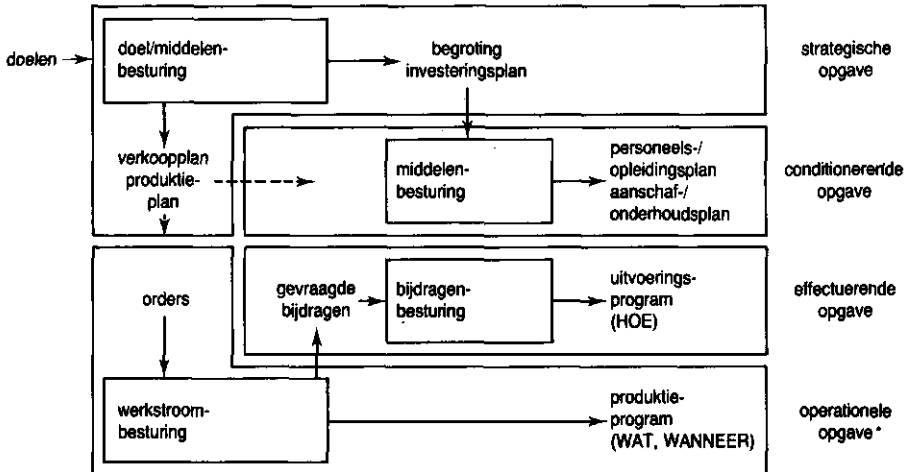 doelen
doel/middelen-
besturing
begroting
investeringsplan
strategische
opgave
verkoopplan
produktie-
plan
middelen-
besturing
personeels-/
opleidingsplan
aanschaf-/
onderhoudsplan
conditionerende
opgave
orders
gevraagde
bijdragen
bijdragen-
besturing
uitvoerings-
program
(HOE)
effectuerende
opgave
werkstroom-
besturing
produktie-
program
(WAT, WANNEER)
operationele
opgave